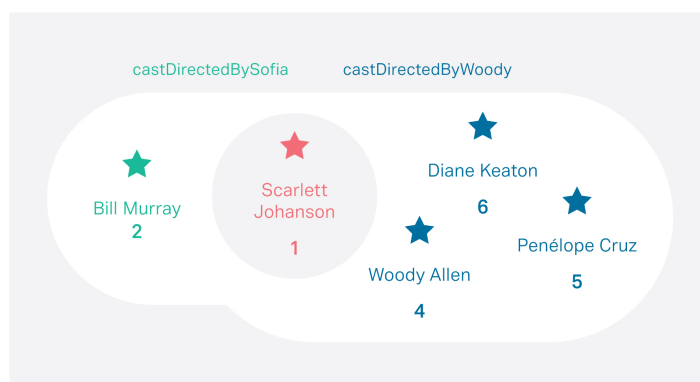 castDirectedBySofia
castDirectedByWoody
Bill Murray
2
Scarlett
Johanson
1
Diane Keaton
6
Woody Allen
4
Penélope Cruz
5